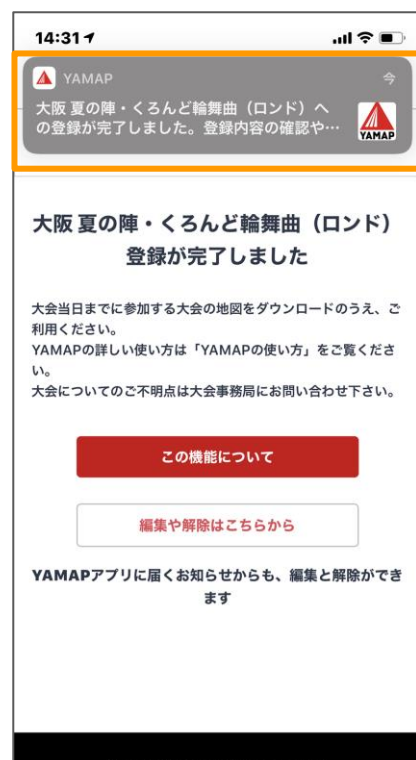 14:31
YAMAP
今
大阪 夏の陣・くろんど輪舞曲（ロンド）へ
の登録が完了しました。登録内容の確認や…
YAMAP
大阪 夏の陣・くろんど輪舞曲（ロンド）
登録が完了しました
大会当日までに参加する大会の地図をダウンロードのうえ、ご
利用ください。
YAMAPの詳しい使い方は「YAMAPの使い方」をご覧くださ
い。
大会についてのご不明点は大会事務局にお問い合わせ下さい。
この機能について
編集や解除はこちらから
YAMAPアプリに届くお知らせからも、編集と解除ができ
ます